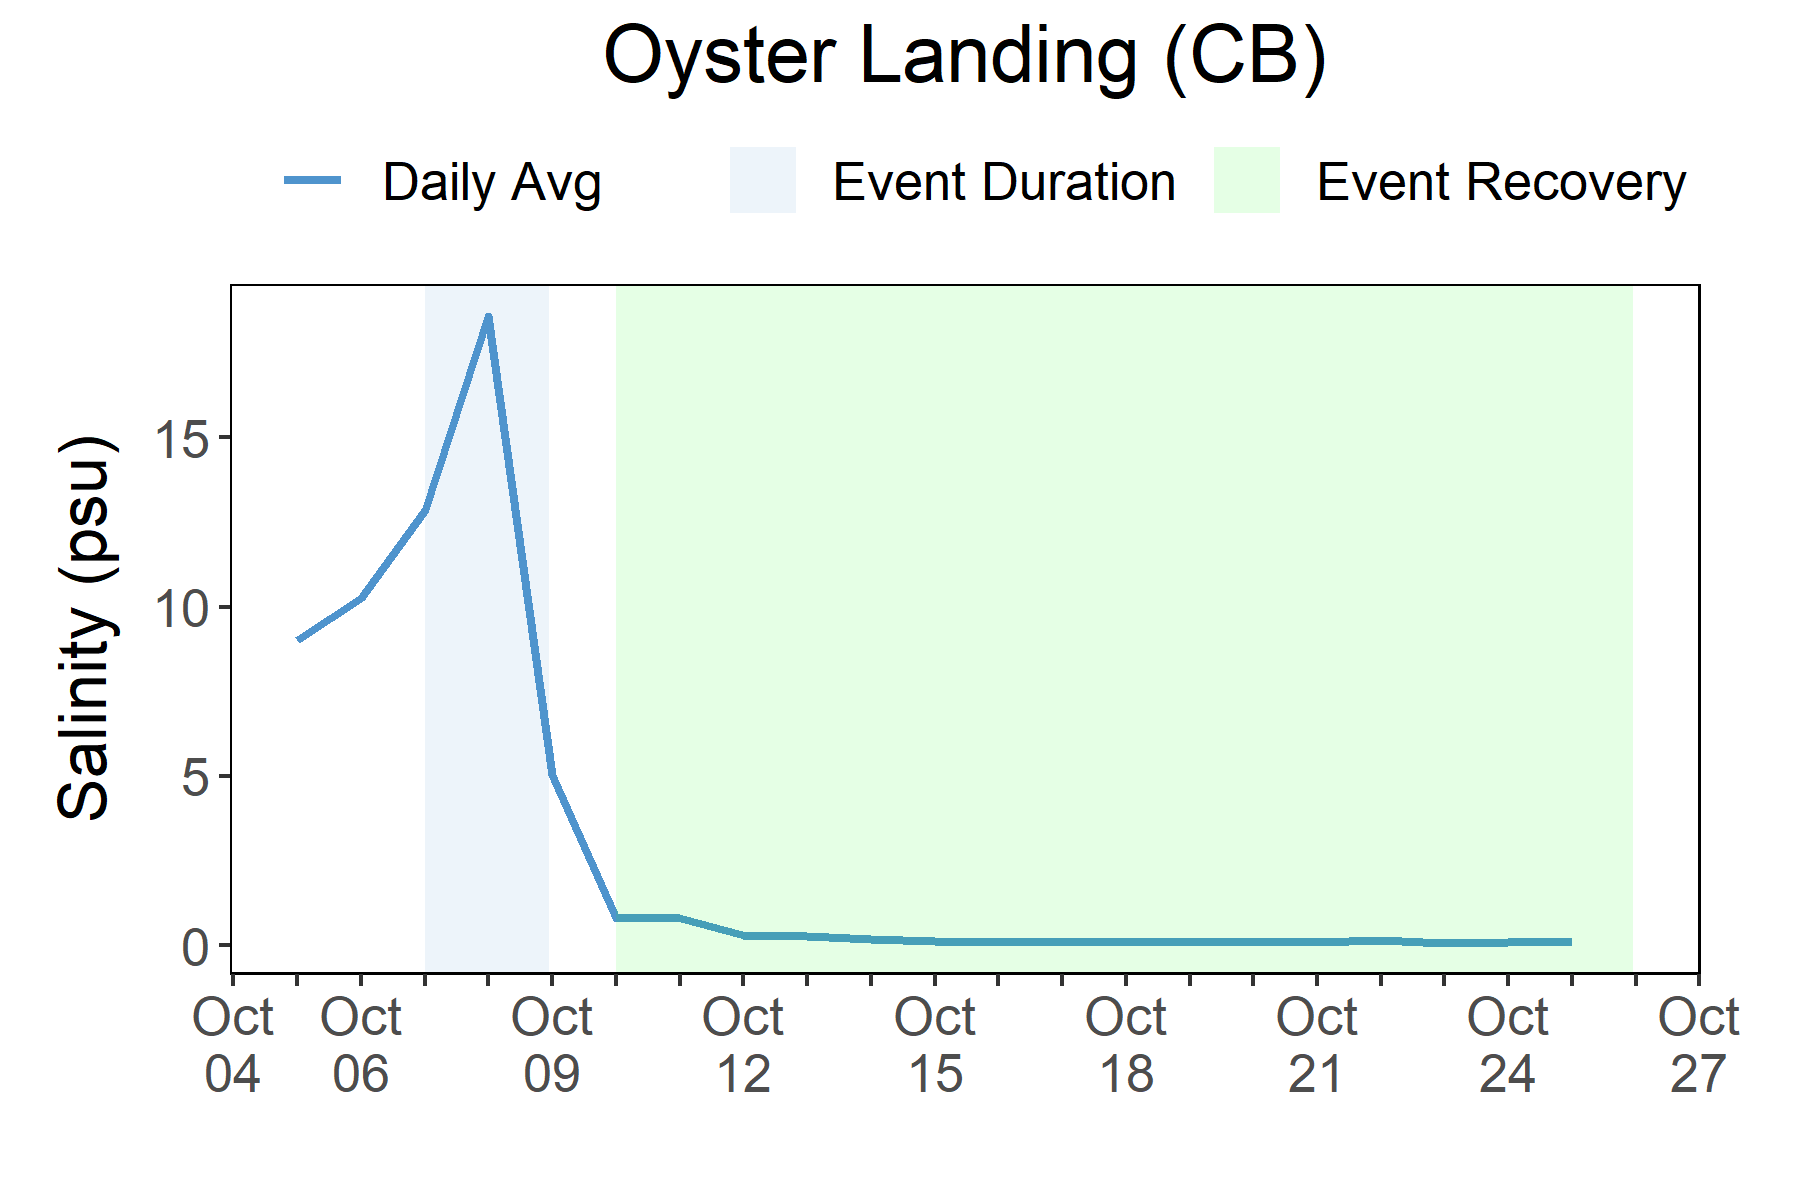 Oyster Landing (CB)
Daily Avg
Event Duration
Event Recovery
Salinity (psu)
15
10
5
0
Oct 04
Oct 06
Oct 09
Oct 12
Oct 15
Oct 18
Oct 21
Oct 24
Oct 27